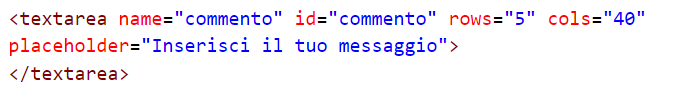 <textarea name="commento" id="commento" rows="5" cols="40"
placeholder="Inserisci il tuo messaggio">
</textarea>